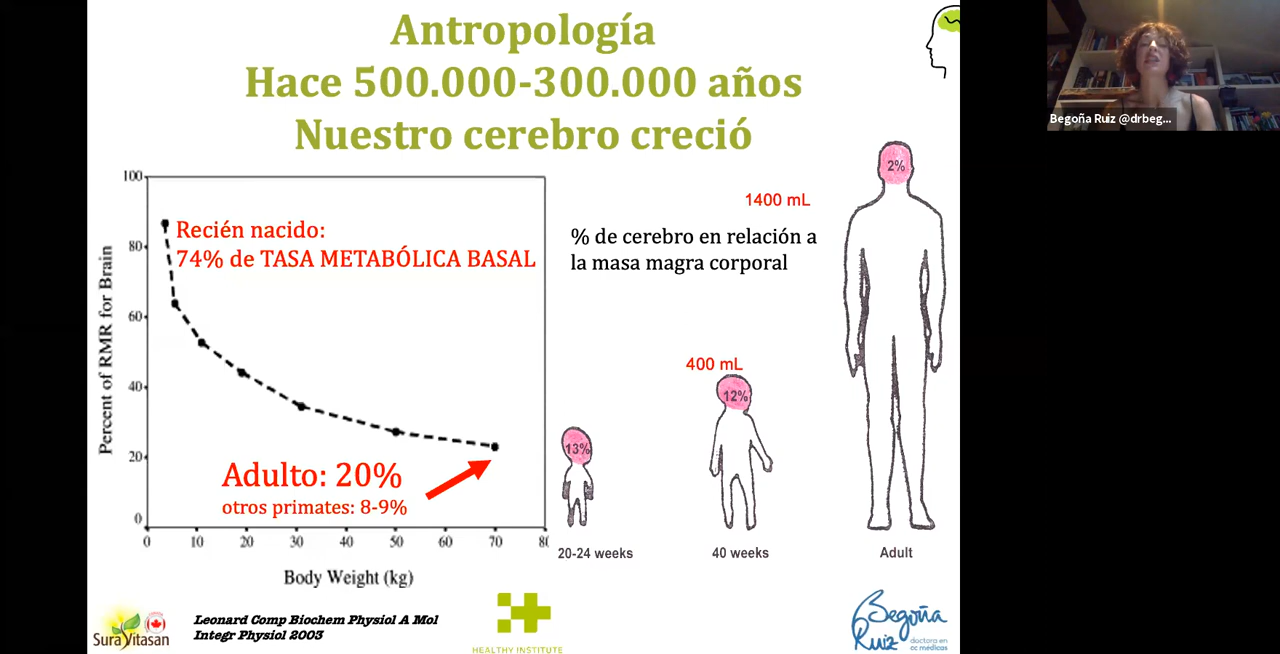 Antropología
Hace 500.000-300.000 años
Nuestro cerebro creció
Begoña Ruiz @drbeg...
100
80
60
40
20
0
Percent of RMR for Brain
Recién nacido:
74% de TASA METABÓLICA BASAL
Adulto: 20%
otros primates: 8-9%
0 10 20 30 40 50 60 70 80
Body Weight (kg)
1400 mL
% de cerebro en relación a
la masa magra corporal
400 mL
13%
12%
2%
20-24 weeks
40 weeks
Adult
SuraVitasan
Leonard Comp Biochem Physiol A Mol
Integr Physiol 2003
HEALTHY INSTITUTE
Begoña
Ruiz
doctora en
cc médicas